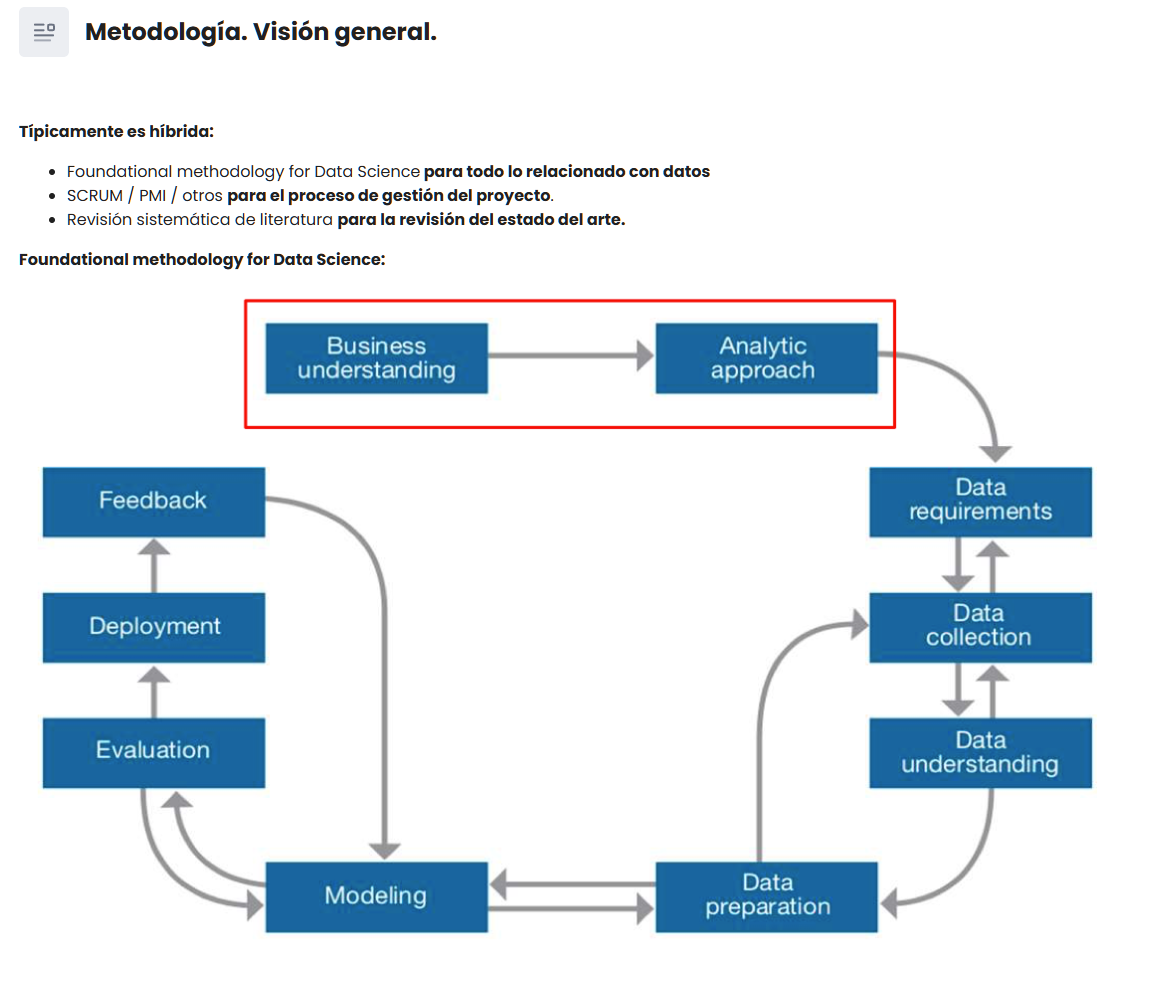 Metodología. Visión general.
Típicamente es híbrida:
Foundational methodology for Data Science para todo lo relacionado con datos
SCRUM / PMI / otros para el proceso de gestión del proyecto.
Revisión sistemática de literatura para la revisión del estado del arte.
Foundational methodology for Data Science:
Business
understanding
Analytic
approach
Feedback
Data
requirements
Deployment
Data
collection
Evaluation
Data
understanding
Modeling
Data
preparation